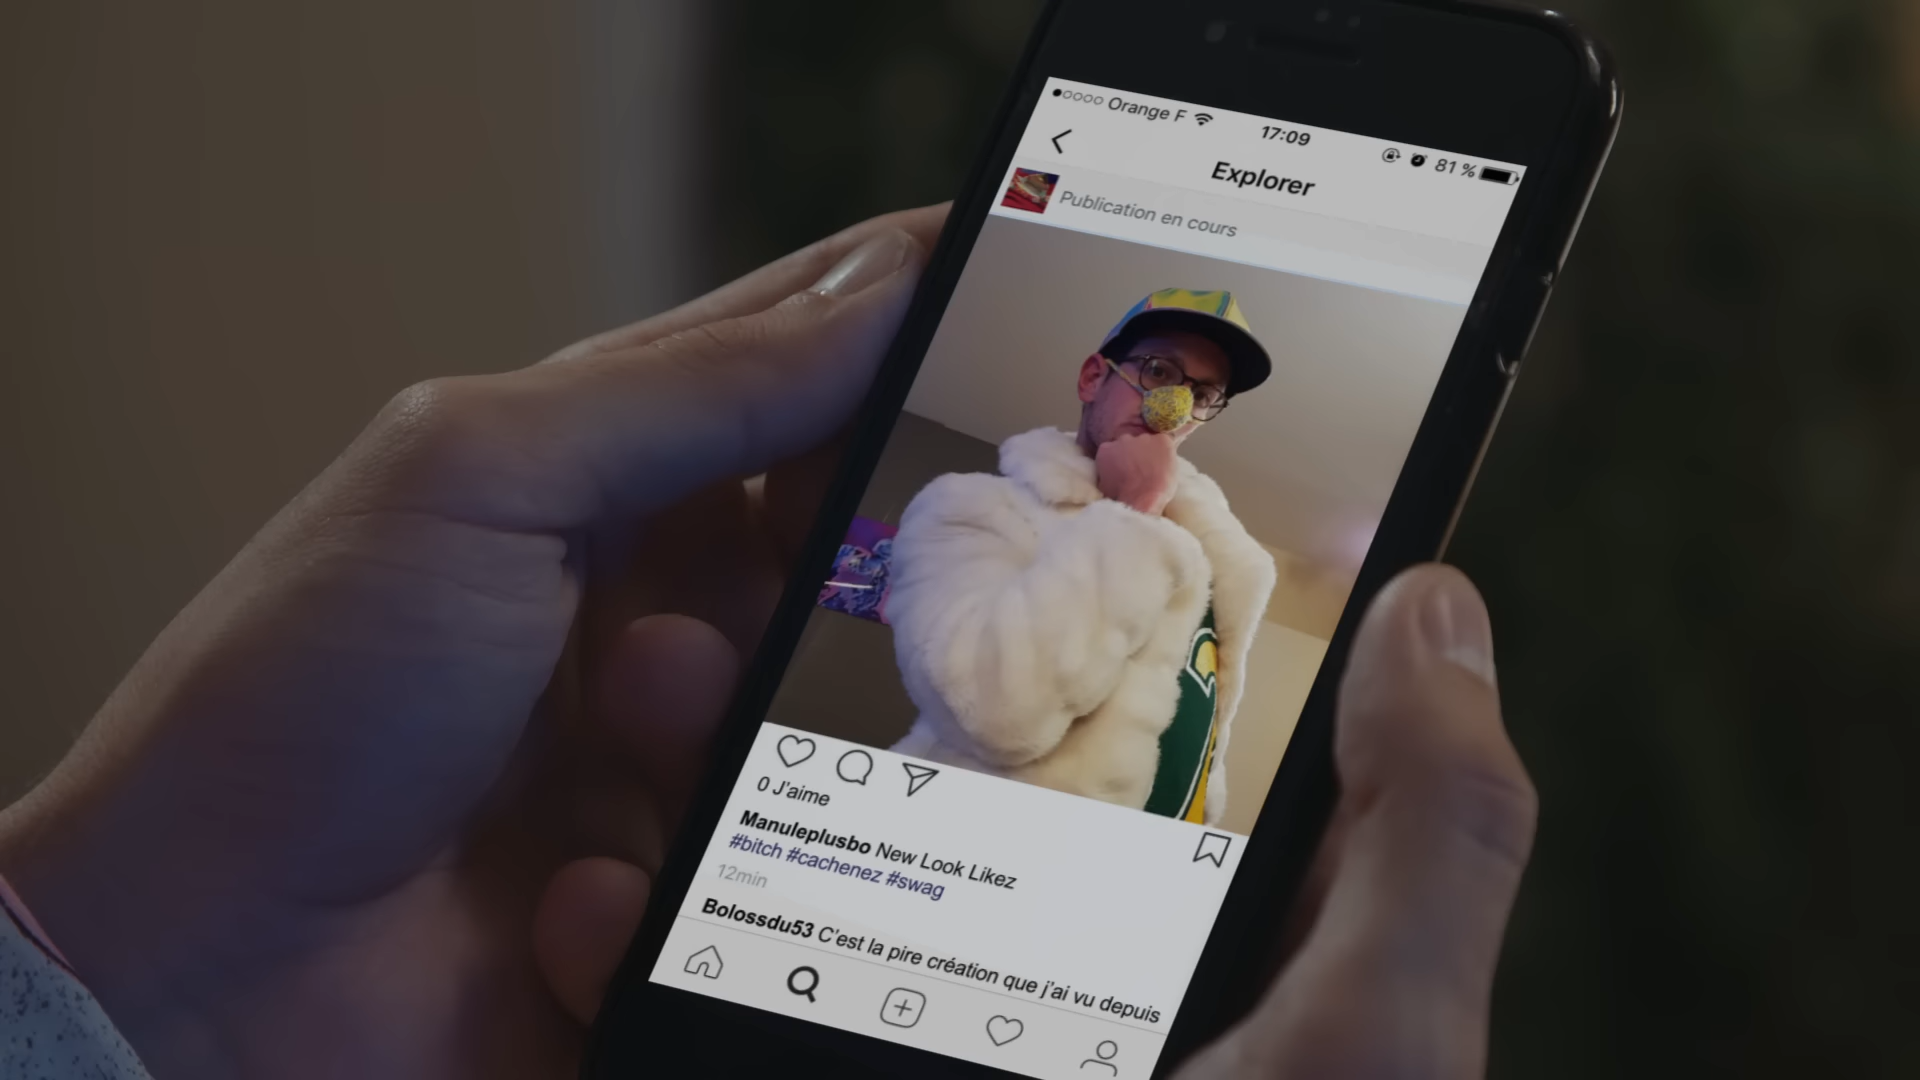 Orange F 17:09 81 %
Explorer
Publication en cours
0 J'aime
Manuleplusbo New Look Likez
#bitch #cachenez #swag
12min
Bolossdu53 C'est la pire création que j'ai vu depuis